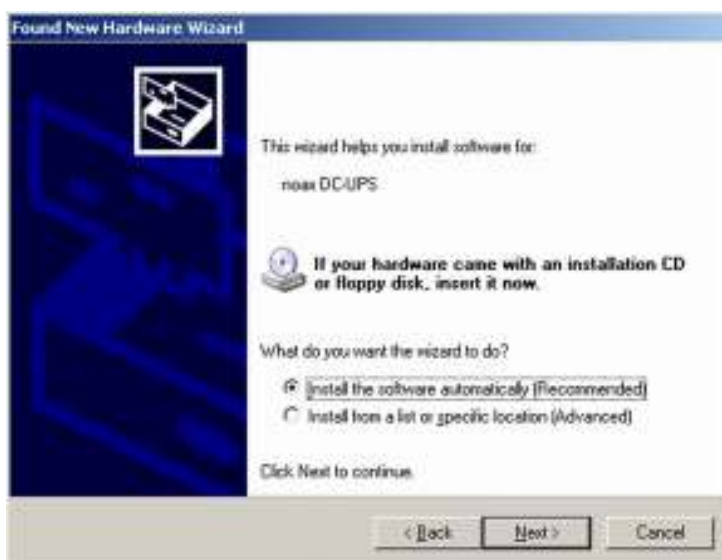 Found New Hardware Wizard
This wizard helps you install software for:
noax DC-UPS
If your hardware came with an installation CD
or floppy disk, insert it now.
What do you want the wizard to do?
Install the software automatically (Recommended)
Install from a list or specific location (Advanced)
Click Next to continue.
< Back Next > Cancel